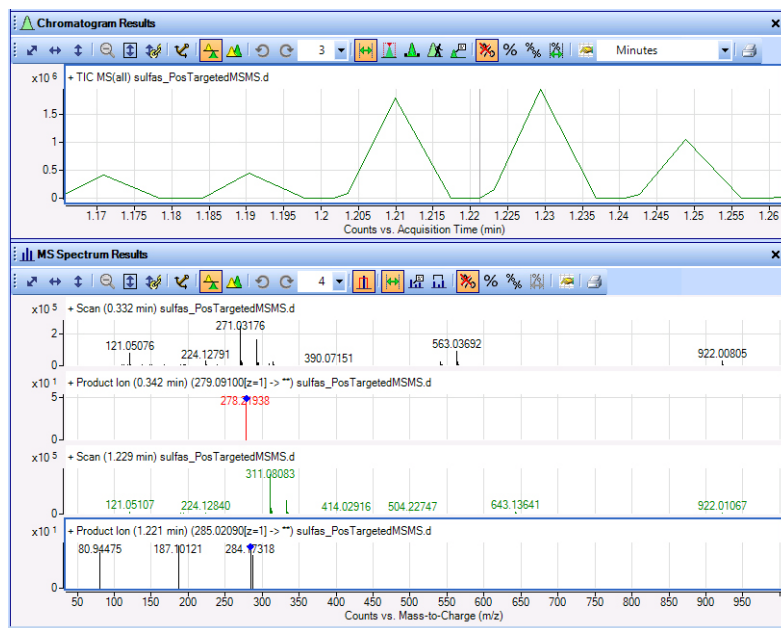 Chromatogram Results
3
% % % Minutes
x10 6 + TIC MS(all) sulfas_PosTargetedMSMS.d
1.5
1
0.5
0
1.17 1.175 1.18 1.185 1.19 1.195 1.2 1.205 1.21 1.215 1.22 1.225 1.23 1.235 1.24 1.245 1.25 1.255 1.26
Counts vs. Acquisition Time (min)
MS Spectrum Results
4
% % %
x10 5 + Scan (0.332 min) sulfas_PosTargetedMSMS.d
2
0
121.05076 224.12791 271.03176 390.07151 563.03692 922.00805
x10 1 + Product Ion (0.342 min) (279.09100[z=1] -> **) sulfas_PosTargetedMSMS.d
5
0
x10 5 + Scan (1.229 min) sulfas_PosTargetedMSMS.d
5
0
121.05107 224.12840 311.08083 414.02916 504.22747 643.13641 922.01067
x10 1 + Product Ion (1.221 min) (285.02090[z=1] -> **) sulfas_PosTargetedMSMS.d
80.94475 187.10121
0
50 100 150 200 250 300 350 400 450 500 550 600 650 700 750 800 850 900 950
Counts vs. Mass-to-Charge (m/z)